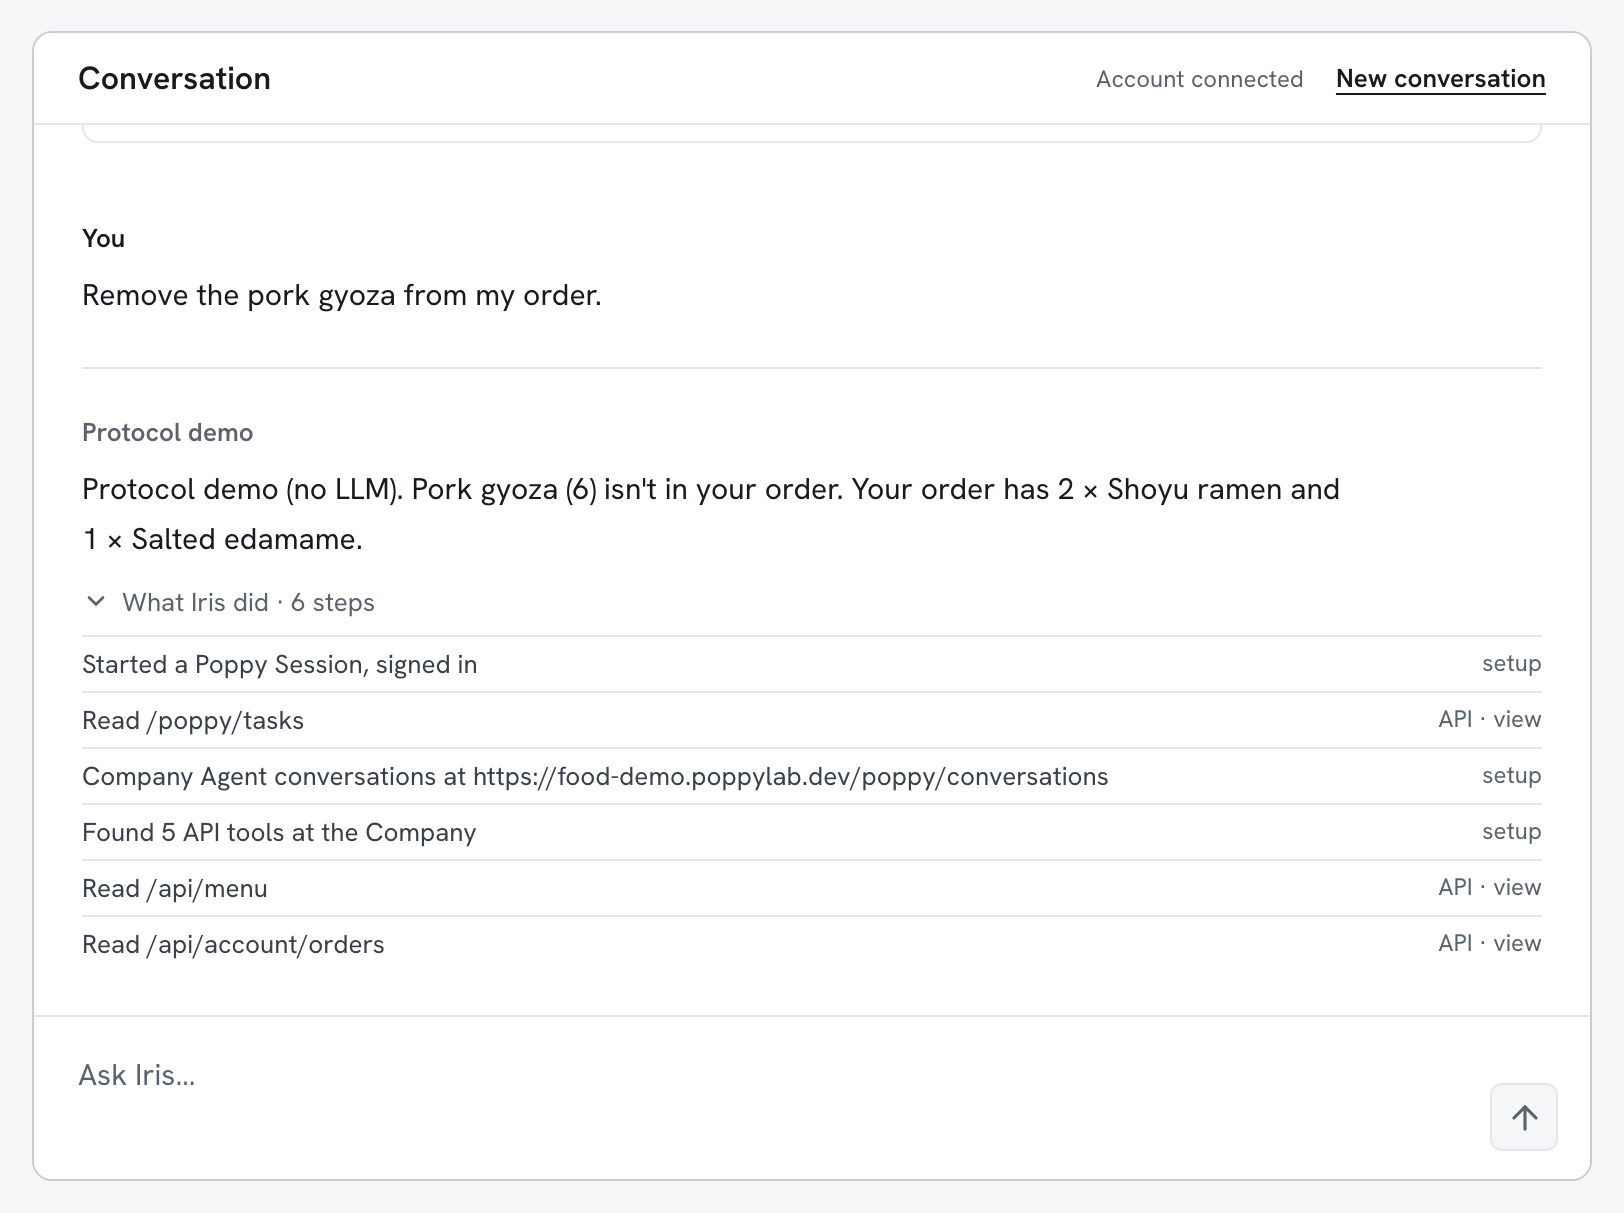 Conversation
Account connected
New conversation
You
Remove the pork gyoza from my order.
Protocol demo
Protocol demo (no LLM). Pork gyoza (6) isn't in your order. Your order has 2 × Shoyu ramen and
1 × Salted edamame.
What Iris did · 6 steps
Started a Poppy Session, signed in
setup
Read /poppy/tasks
API · view
Company Agent conversations at https://food-demo.poppylab.dev/poppy/conversations
setup
Found 5 API tools at the Company
setup
Read /api/menu
API · view
Read /api/account/orders
API · view
Ask Iris...